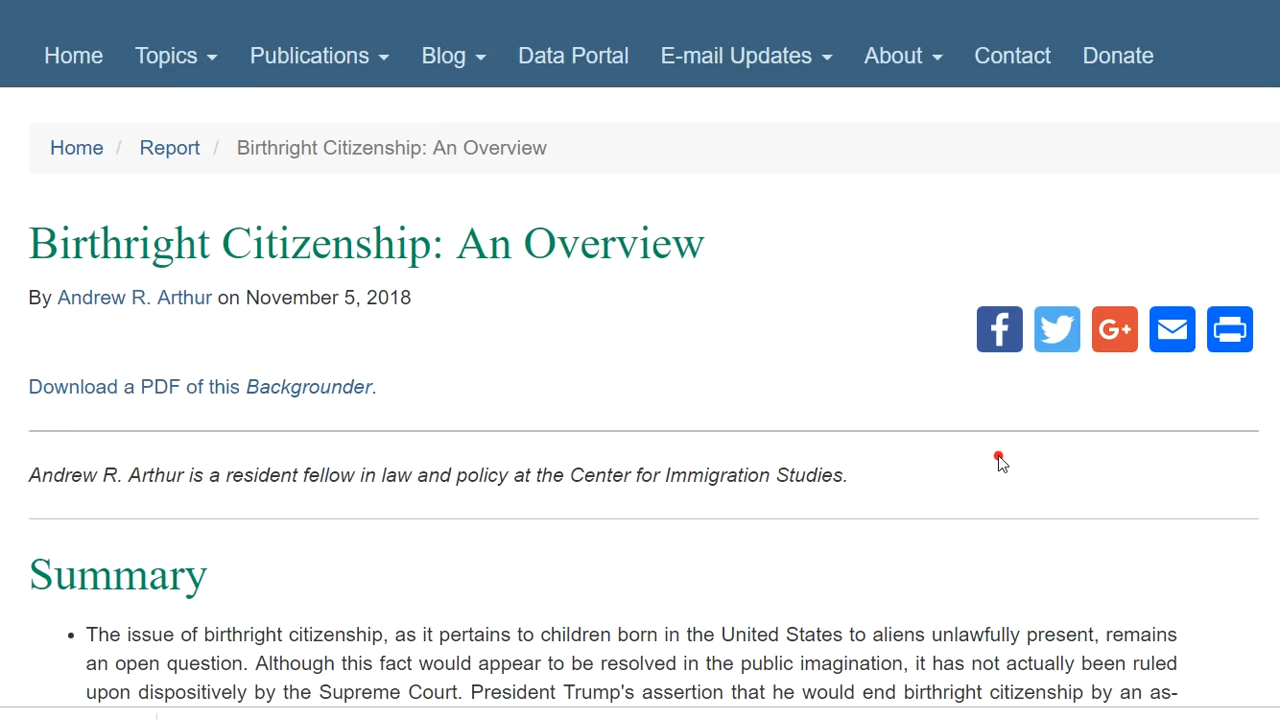 Home Topics Publications Blog Data Portal E-mail Updates About Contact Donate
Home / Report / Birthright Citizenship: An Overview
Birthright Citizenship: An Overview
By Andrew R. Arthur on November 5, 2018
Download a PDF of this Backgrounder.
Andrew R. Arthur is a resident fellow in law and policy at the Center for Immigration Studies.
Summary
• The issue of birthright citizenship, as it pertains to children born in the United States to aliens unlawfully present, remains
an open question. Although this fact would appear to be resolved in the public imagination, it has not actually been ruled
upon dispositively by the Supreme Court. President Trump's assertion that he would end birthright citizenship by an as-